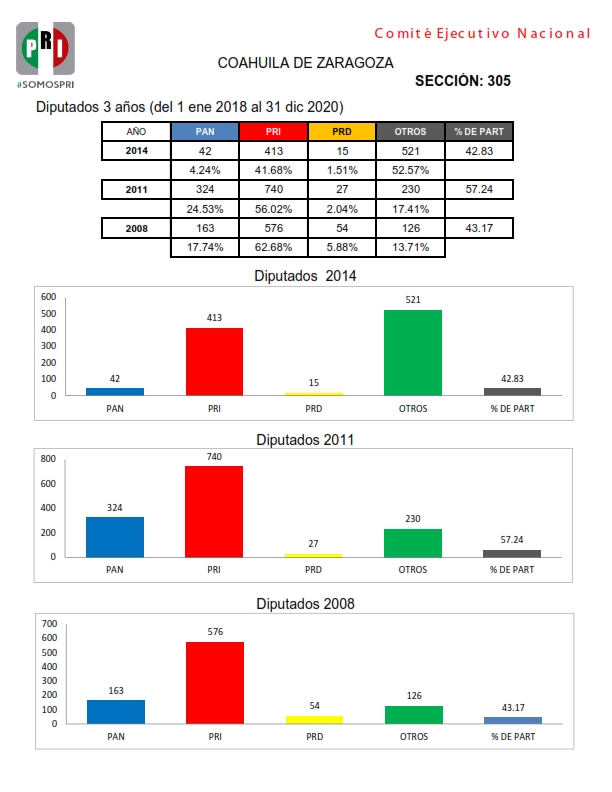 Comité Ejecutivo Nacional
PRI
#SOMOSPRI
COAHUILA DE ZARAGOZA
SECCIÓN: 305
Diputados 3 años (del 1 ene 2018 al 31 dic 2020)
AÑO PAN PRI PRD OTROS % DE PART
2014 42 413 15 521 42.83
4.24% 41.68% 1.51% 52.57%
2011 324 740 27 230 57.24
24.53% 56.02% 2.04% 17.41%
2008 163 576 54 126 43.17
17.74% 62.68% 5.88% 13.71%
Diputados 2014
600
500
400
300
200
100
0
42 413 15 521 42.83
PAN PRI PRD OTROS % DE PART
Diputados 2011
800
600
400
200
0
324 740 27 230 57.24
PAN PRI PRD OTROS % DE PART
Diputados 2008
700
600
500
400
300
200
100
0
163 576 54 126 43.17
PAN PRI PRD OTROS % DE PART